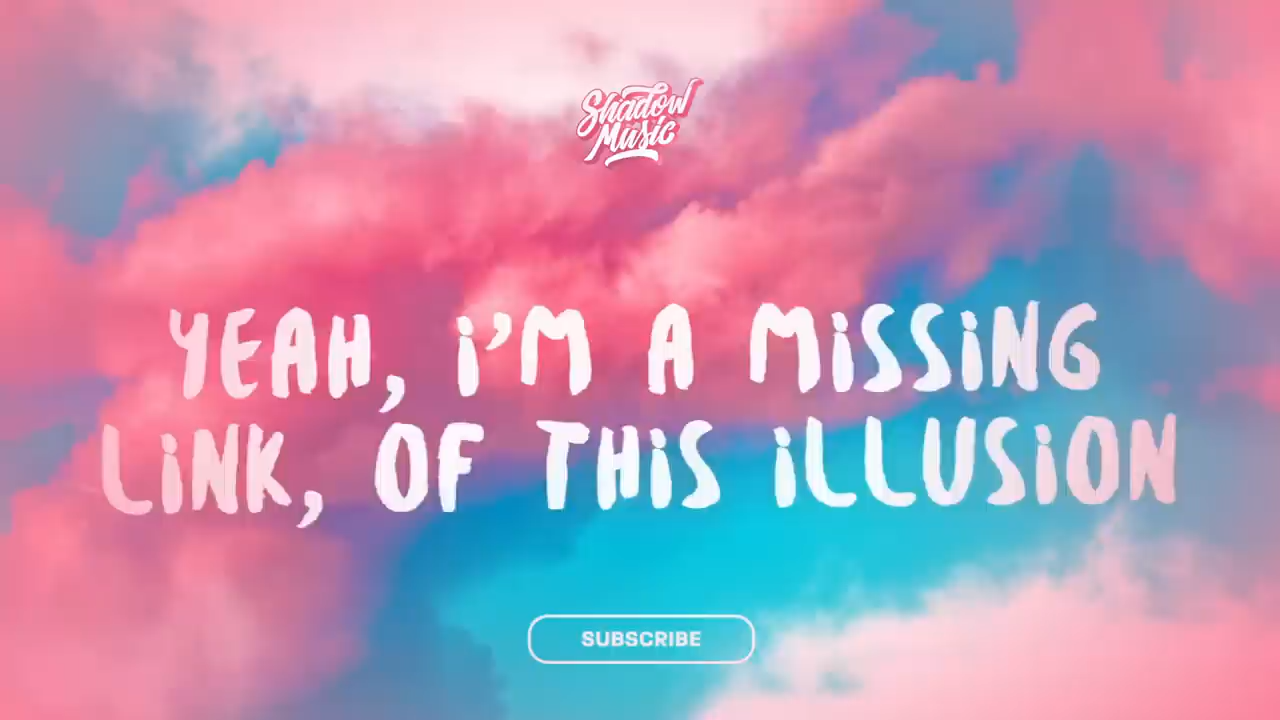 Shadow
Music
YEAH, i'M A MiSSiNG
LiNK, OF THiS iLLUSiON
SUBSCRIBE